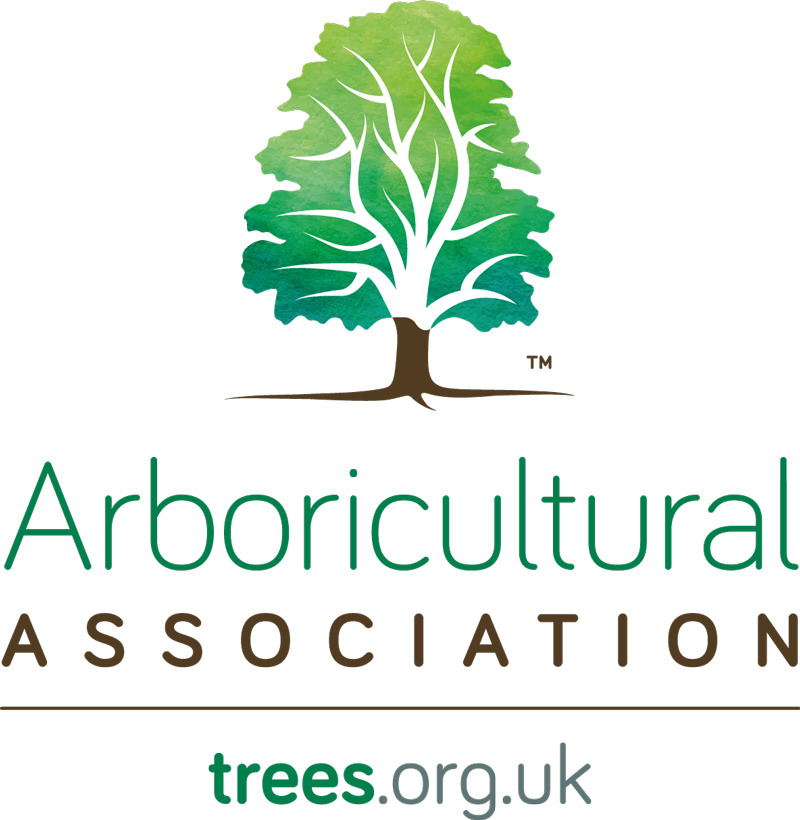 TM
Arboricultural
ASSOCIATION
trees.org.uk